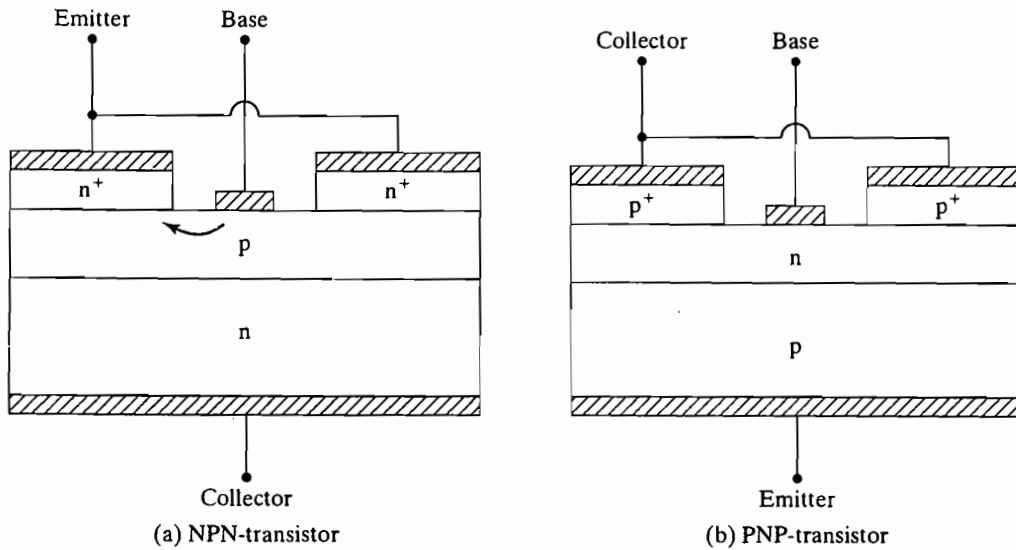 Emitter Base
n+ n+
p
n
Collector
(a) NPN-transistor
Collector Base
p+ p+
n
p
Emitter
(b) PNP-transistor